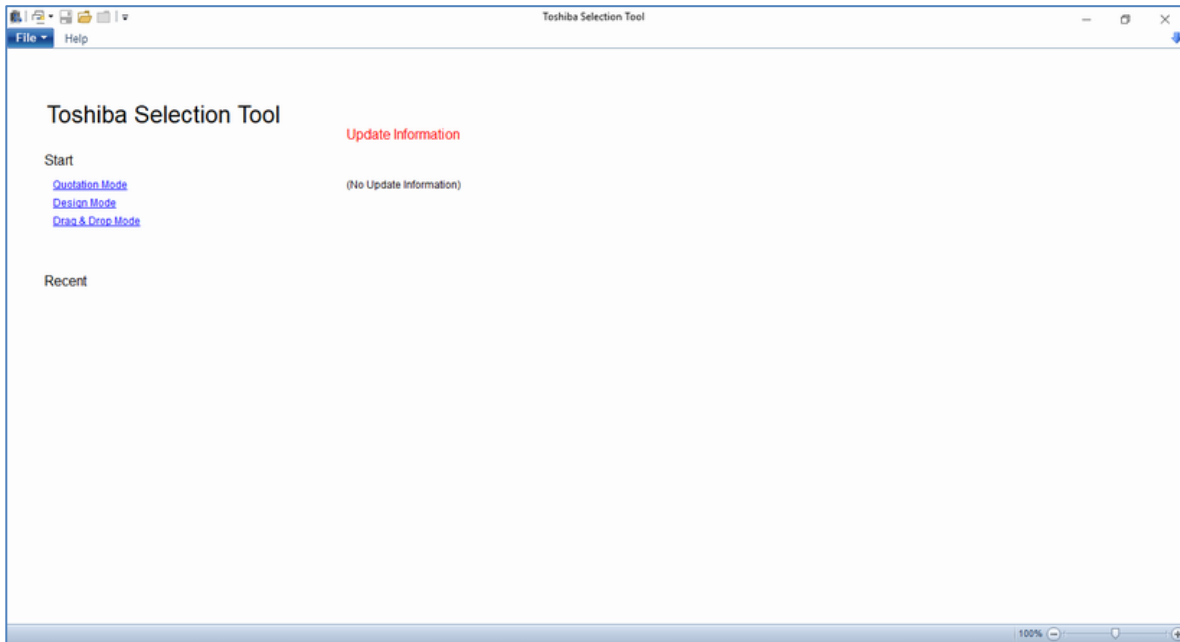 Toshiba Selection Tool
File Help
Toshiba Selection Tool
Update Information
Start
Quotation Mode
(No Update Information)
Design Mode
Drag & Drop Mode
Recent
100%